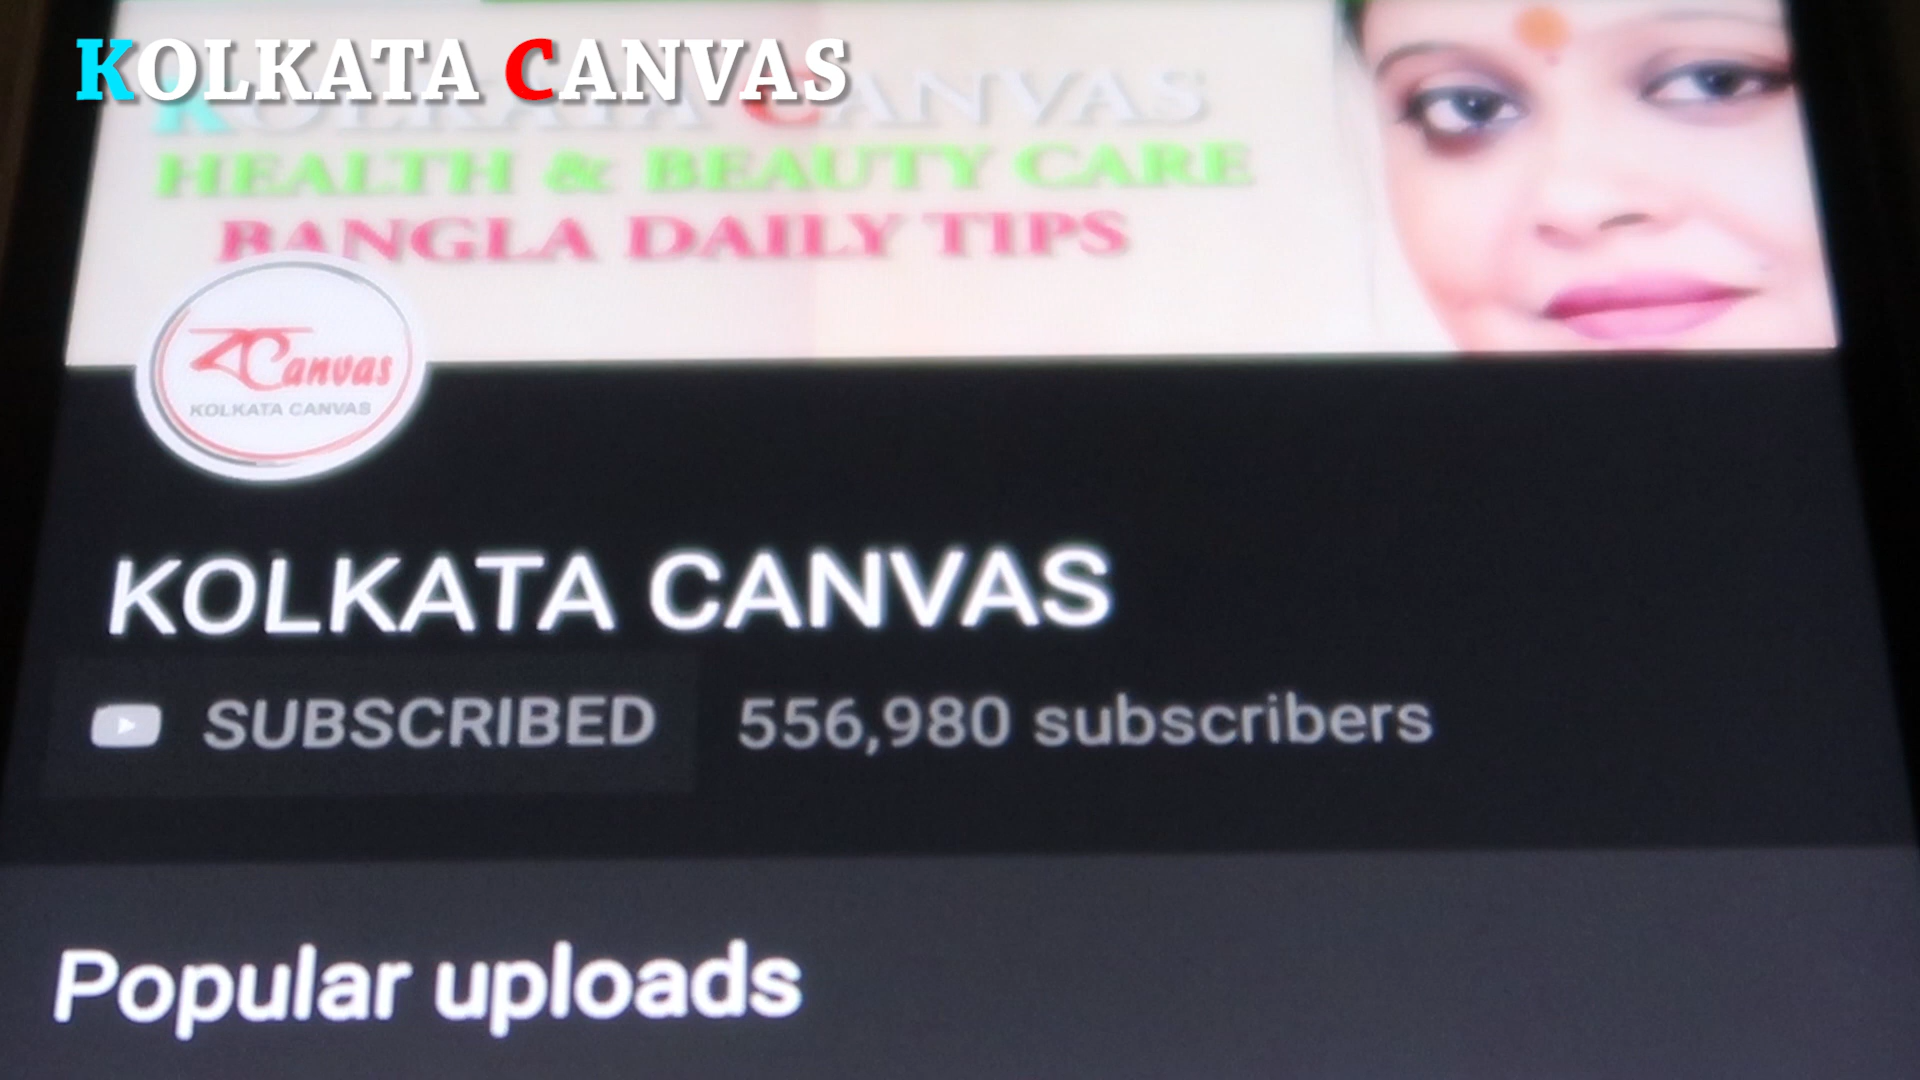 KOLKATA CANVAS
KOLKATA CANVAS
HEALTH & BEAUTY CARE
BANGLA DAILY TIPS
Canvas
KOLKATA CANVAS
KOLKATA CANVAS
SUBSCRIBED 556,980 subscribers
Popular uploads